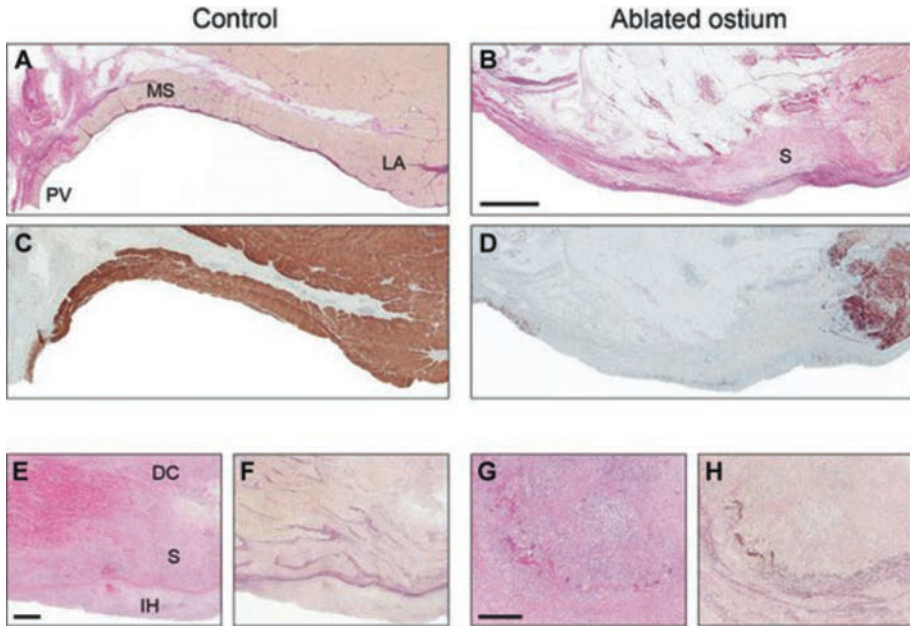 Control Ablated ostium
A B
MS
LA
S
PV
C D
E F G H
DC
S
IH